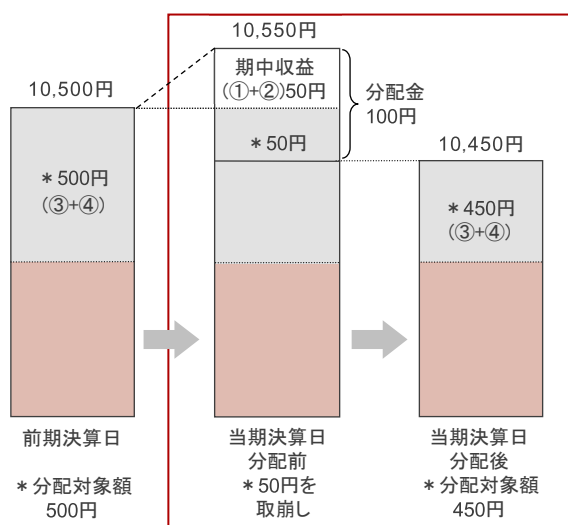 10,500円
＊500円
(③+④)
前期決算日
＊分配対象額
500円
10,550円
期中収益
(①+②)50円
＊50円
分配金
100円
当期決算日
分配前
＊50円を
取崩し
10,450円
＊450円
(③+④)
当期決算日
分配後
＊分配対象額
450円